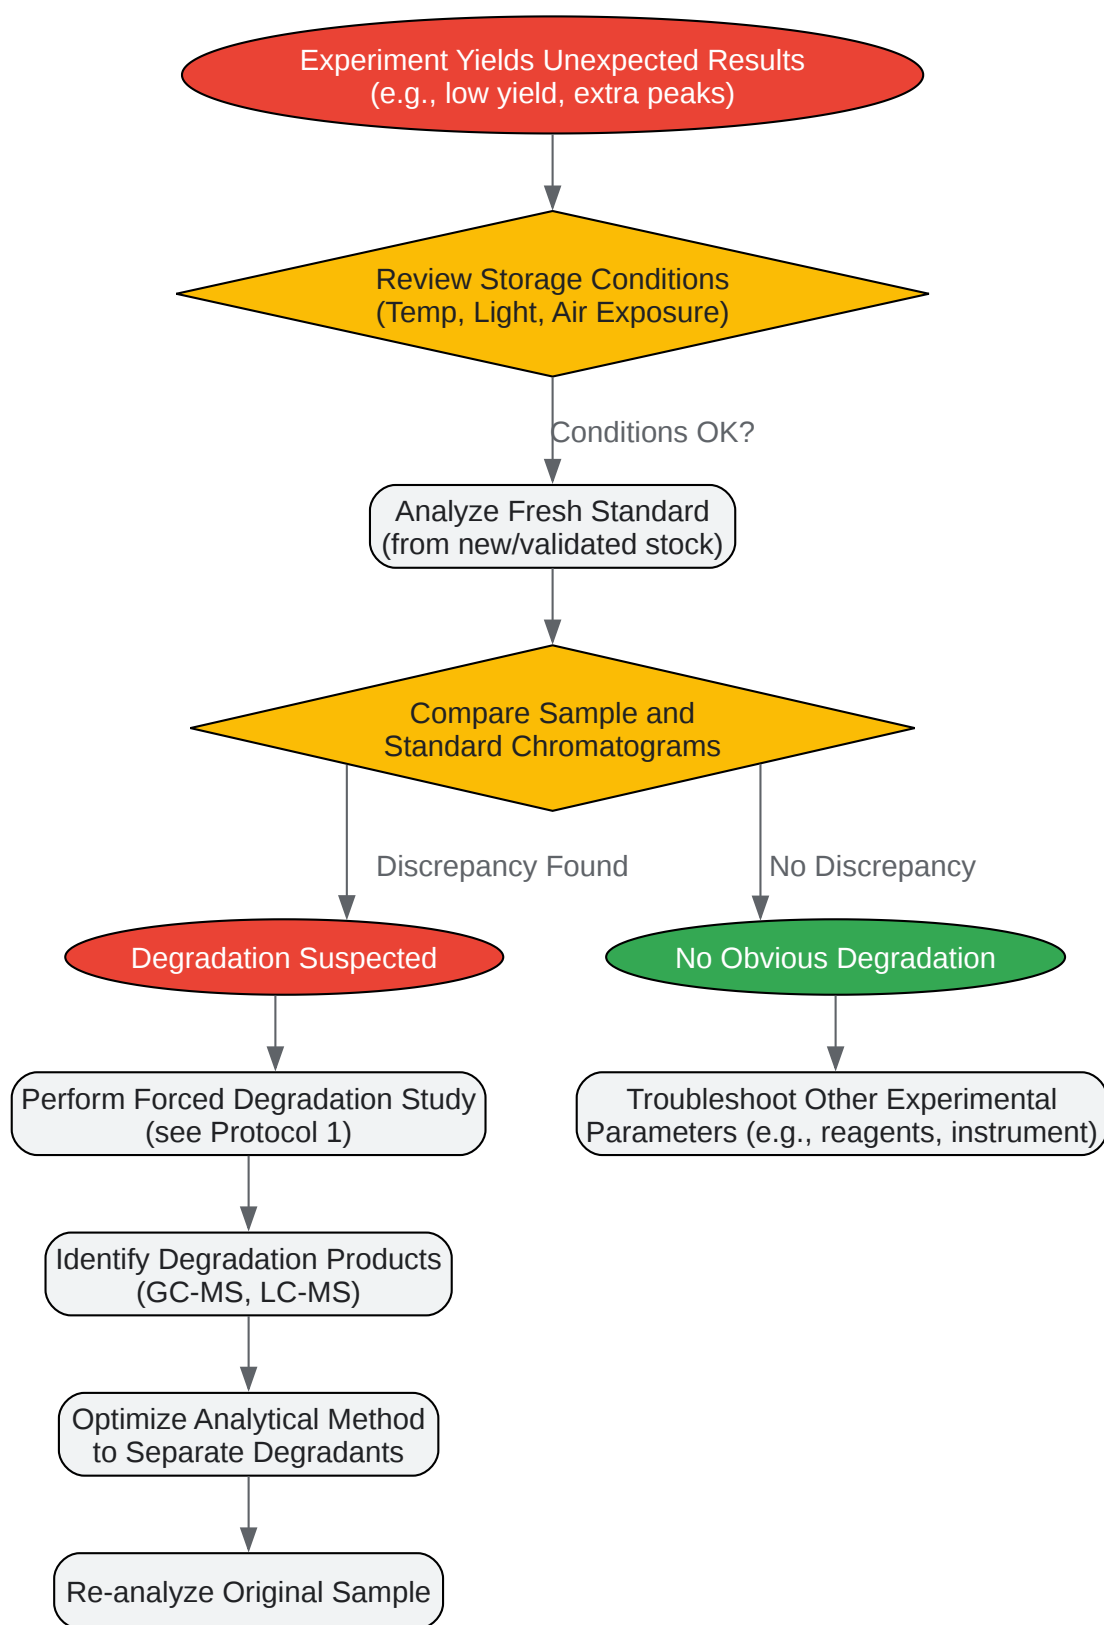 Experiment Yields Unexpected Results
(e.g., low yield, extra peaks)
Review Storage Conditions
(Temp, Light, Air Exposure)
Conditions OK?
Analyze Fresh Standard
(from new/validated stock)
Compare Sample and
Standard Chromatograms
Discrepancy Found
No Discrepancy
Degradation Suspected
No Obvious Degradation
Perform Forced Degradation Study
(see Protocol 1)
Troubleshoot Other Experimental
Parameters (e.g., reagents, instrument)
Identify Degradation Products
(GC-MS, LC-MS)
Optimize Analytical Method
to Separate Degradants
Re-analyze Original Sample